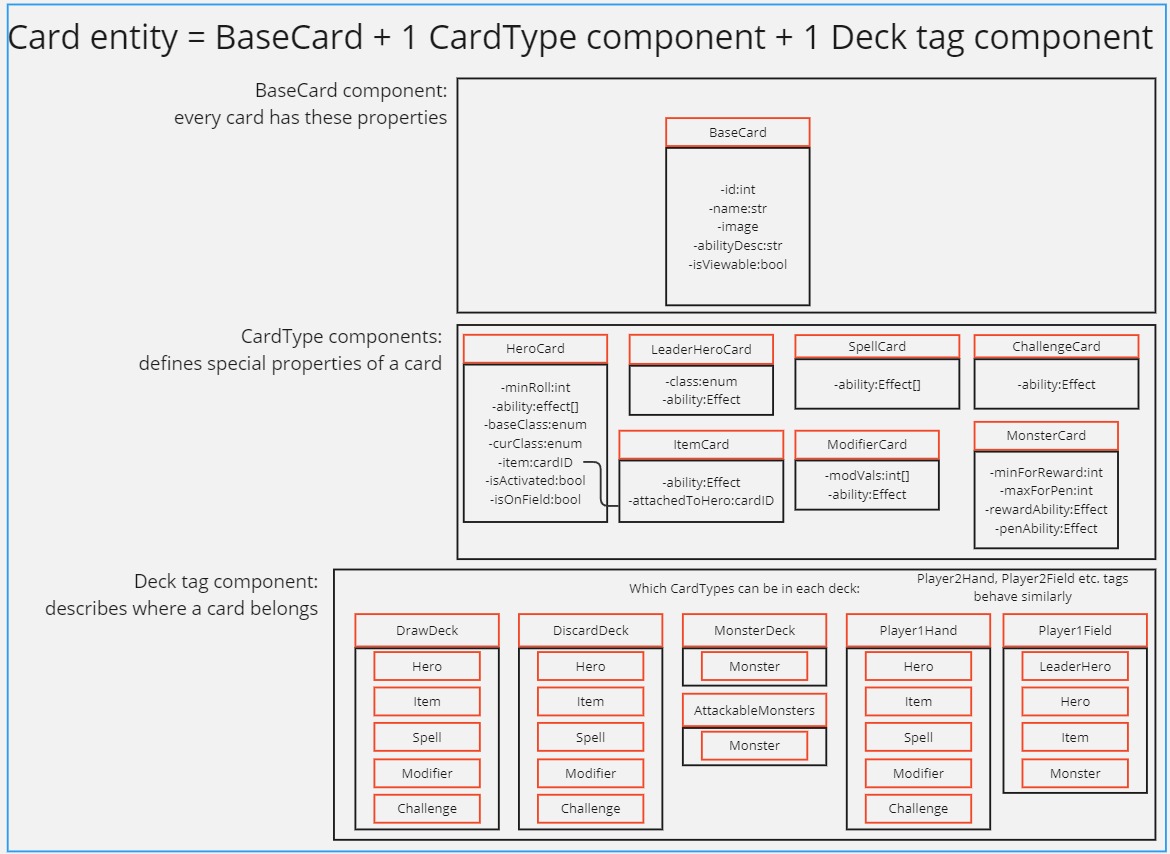 Card entity = BaseCard + 1 CardType component + 1 Deck tag component
BaseCard component:
every card has these properties
BaseCard
-id:int
-name:str
-image
-abilityDesc:str
-isViewable:bool
CardType components:
defines special properties of a card
HeroCard
-minRoll:int
-ability:effect[]
-baseClass:enum
-curClass:enum
-item:cardID
-isActivated:bool
-isOnField:bool
LeaderHeroCard
-class:enum
-ability:Effect
SpellCard
-ability:Effect[]
ChallengeCard
-ability:Effect
ItemCard
-ability:Effect
-attachedToHero:cardID
ModifierCard
-modVals:int[]
-ability:Effect
MonsterCard
-minForReward:int
-maxForPen:int
-rewardAbility:Effect
-penAbility:Effect
Deck tag component:
describes where a card belongs
Which CardTypes can be in each deck:
Player2Hand, Player2Field etc. tags
behave similarly
DrawDeck
Hero
Item
Spell
Modifier
Challenge
DiscardDeck
Hero
Item
Spell
Modifier
Challenge
MonsterDeck
Monster
AttackableMonsters
Monster
Player1Hand
Hero
Item
Spell
Modifier
Challenge
Player1Field
LeaderHero
Hero
Item
Monster